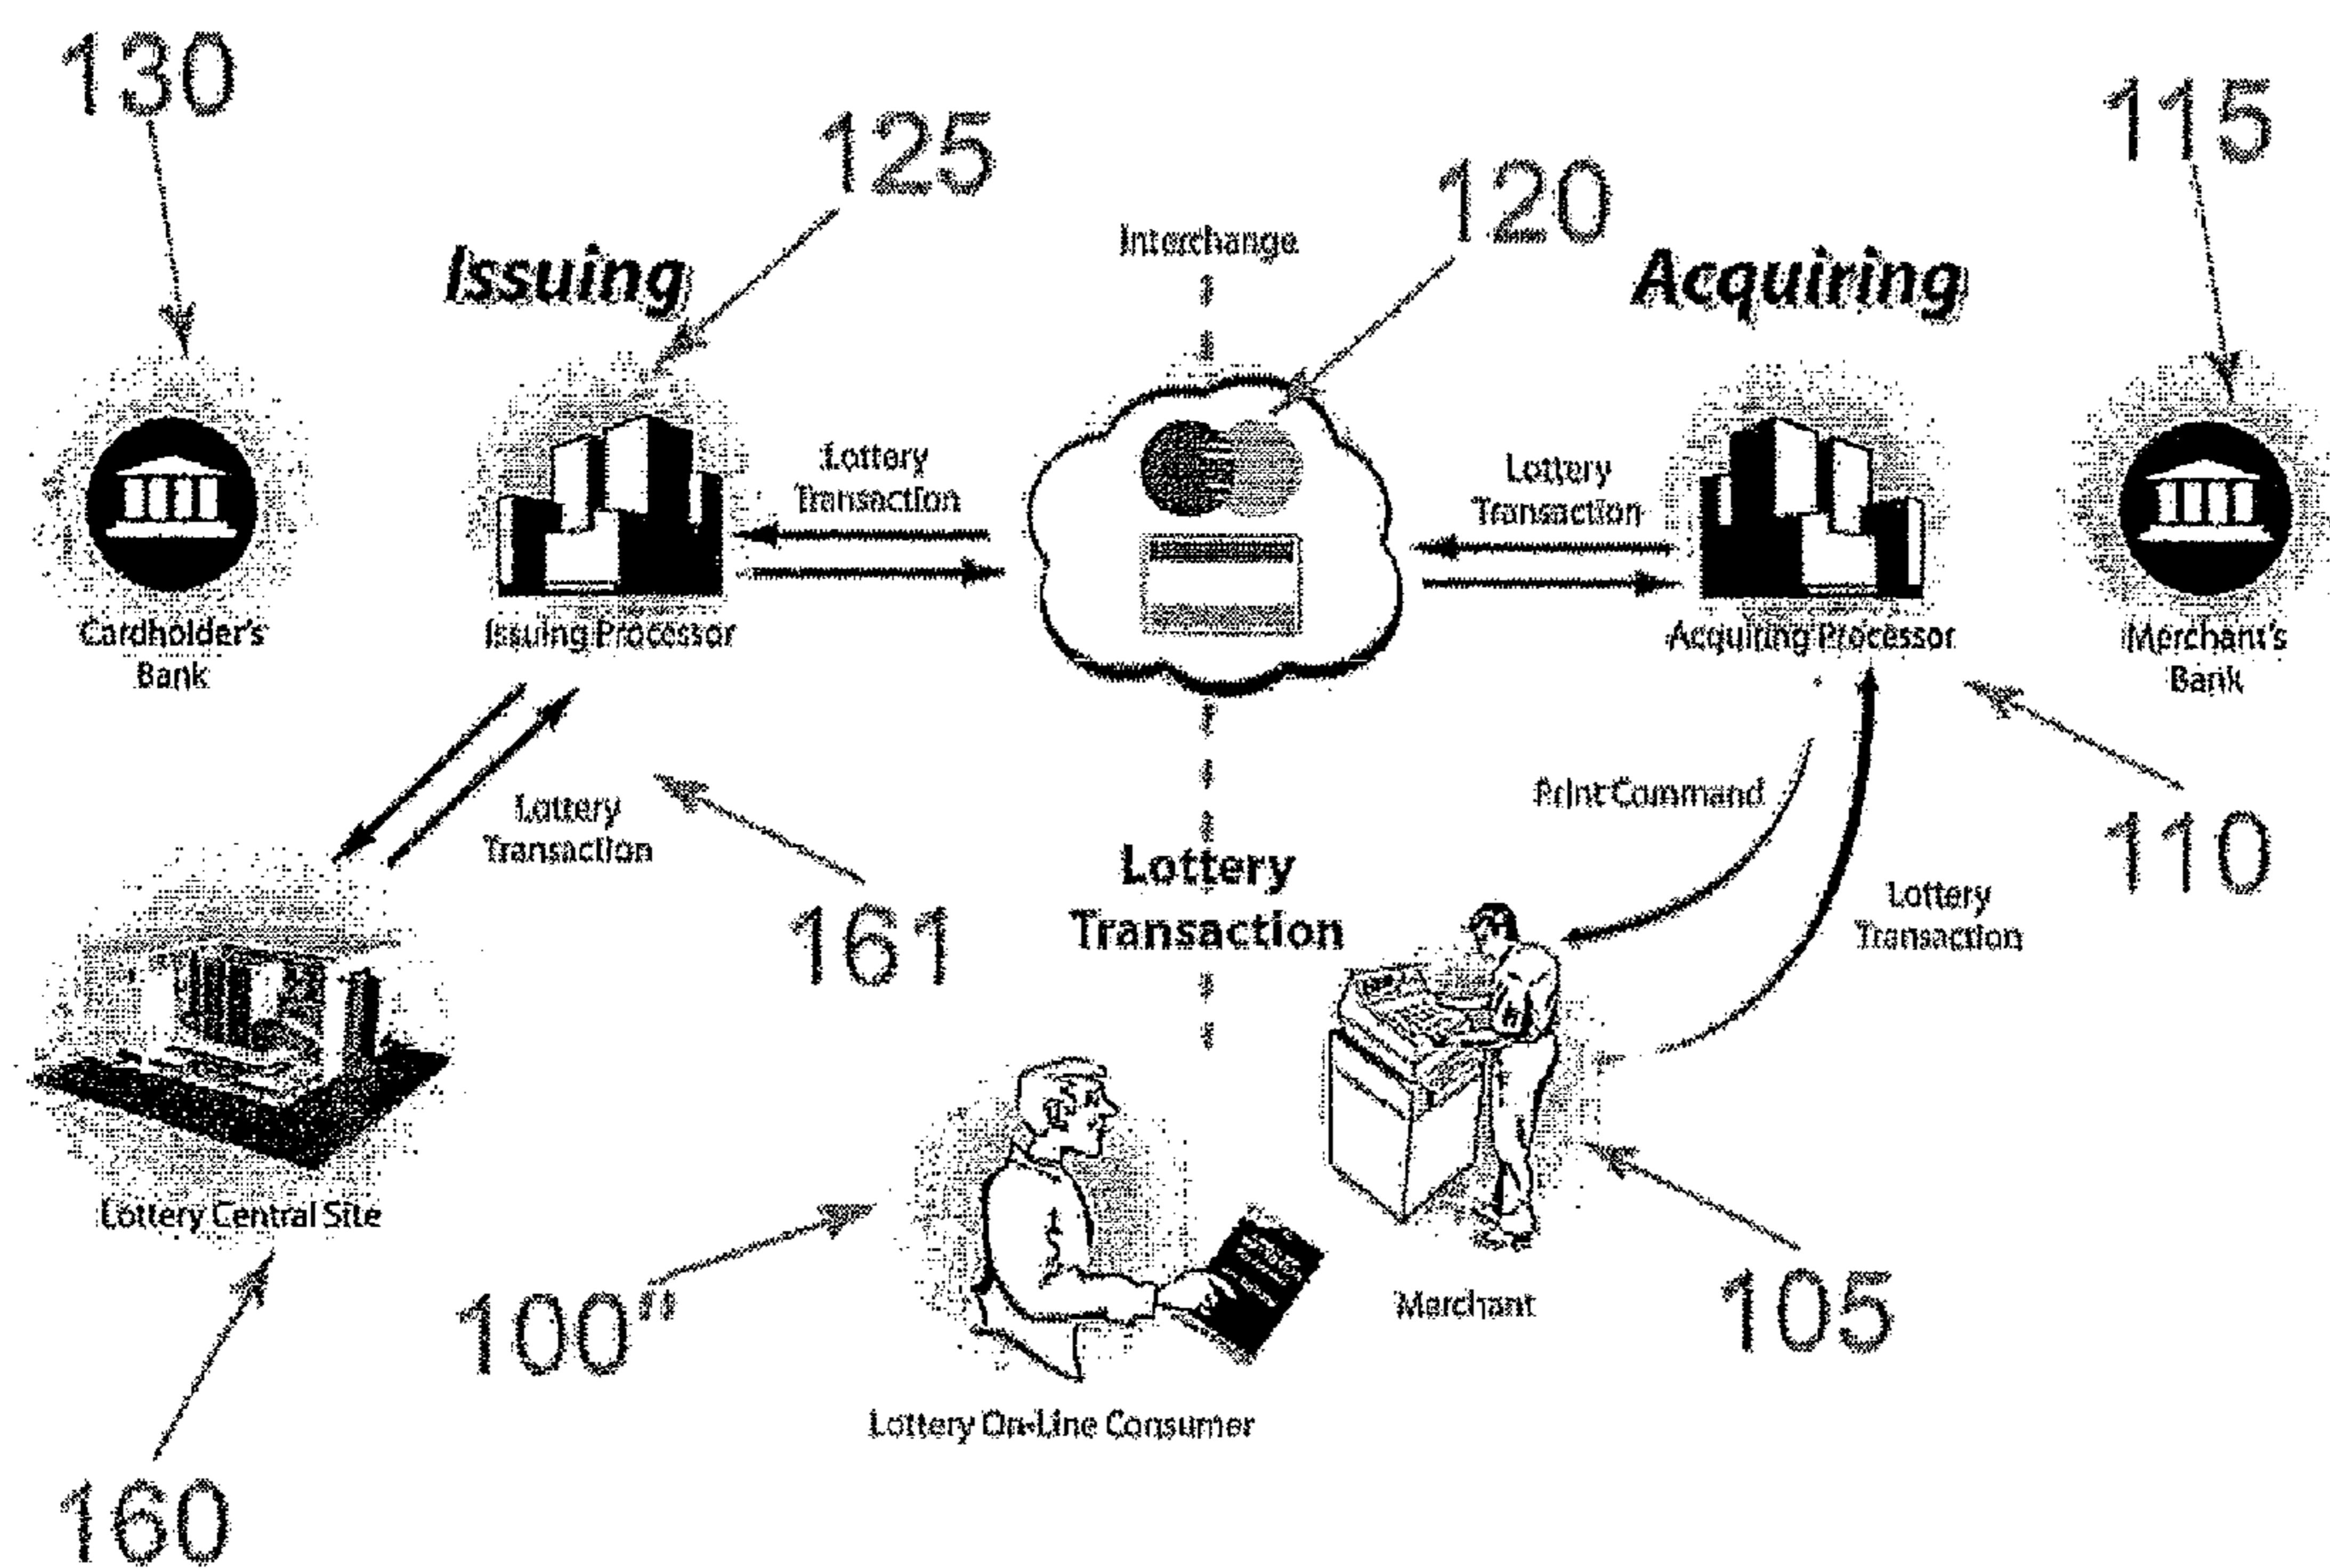 130
125
115
120
Interchange
Issuing
Acquiring
Lottery
Transaction
Lottery
Transaction
Cardholder's
Bank
Issuing Processor
Acquiring Processor
Merchant's
Bank
Print Command
Lottery
Transaction
110
Lottery
Transaction
Lottery
Transaction
161
Lottery Central Site
100"
Merchant
105
Lottery On-Line Consumer
160